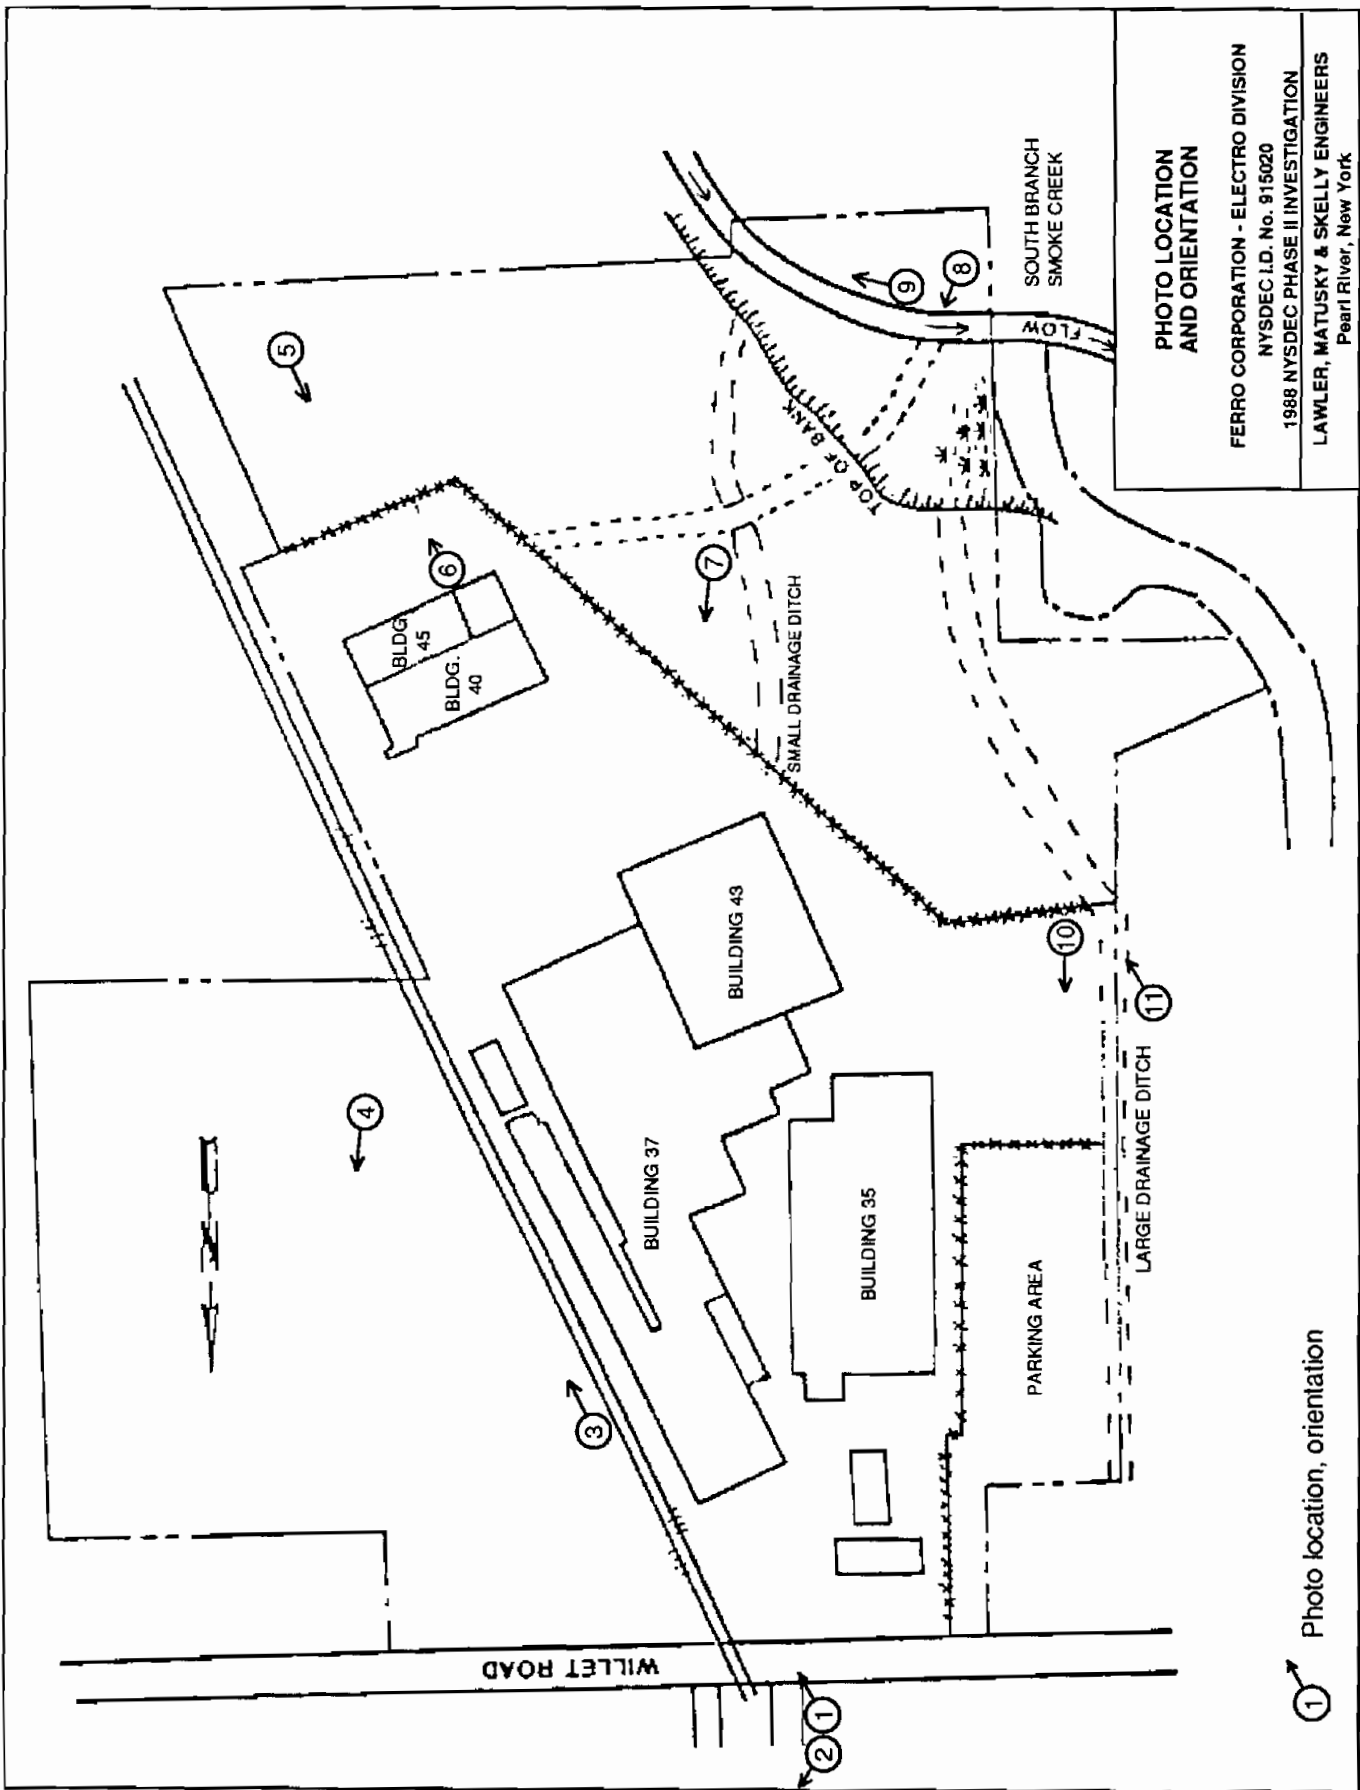 WILLET ROAD
1
2
3
4
5
6
7
8
9
10
11
BLDG.
45
BLDG.
40
BUILDING 43
BUILDING 37
BUILDING 35
PARKING AREA
SMALL DRAINAGE DITCH
LARGE DRAINAGE DITCH
TOP OF BANK
FLOW
SOUTH BRANCH
SMOKE CREEK
N
1 Photo location, orientation
PHOTO LOCATION
AND ORIENTATION
FERRO CORPORATION - ELECTRO DIVISION
NYSDEC I.D. No. 915020
1988 NYSDEC PHASE II INVESTIGATION
LAWLER, MATUSKY & SKELLY ENGINEERS
Pearl River, New York